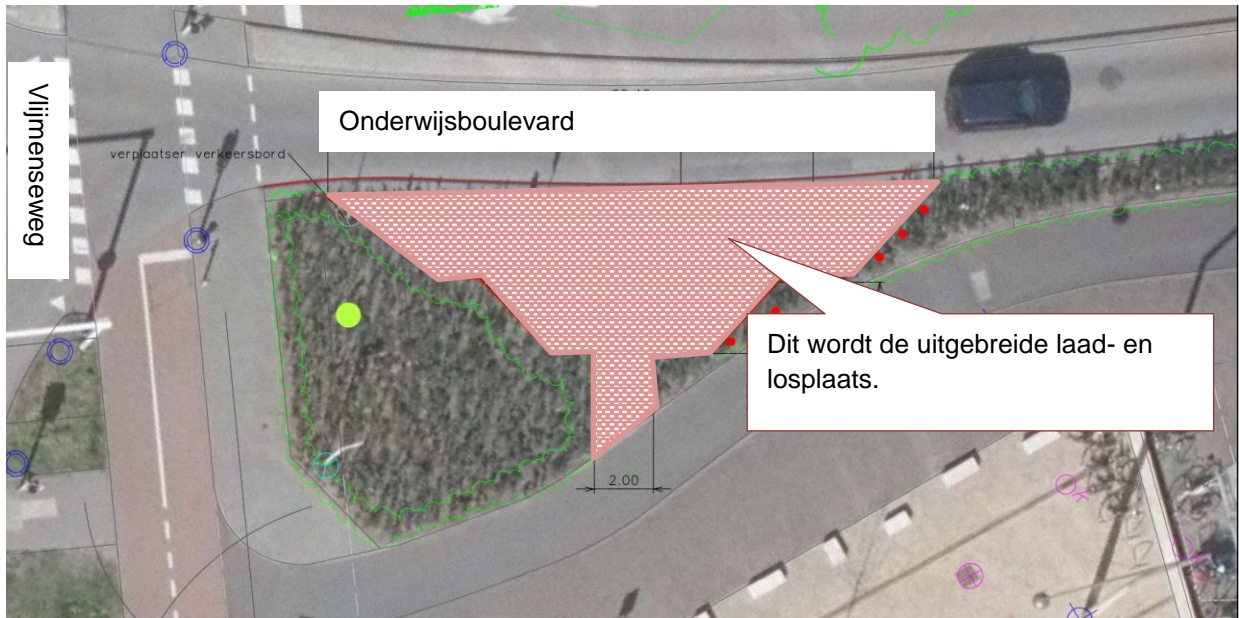 Vlijmenseweg
Onderwijsboulevard
verplaatsen verkeersbord
Dit wordt de uitgebreide laad- en
losplaats.
2.00